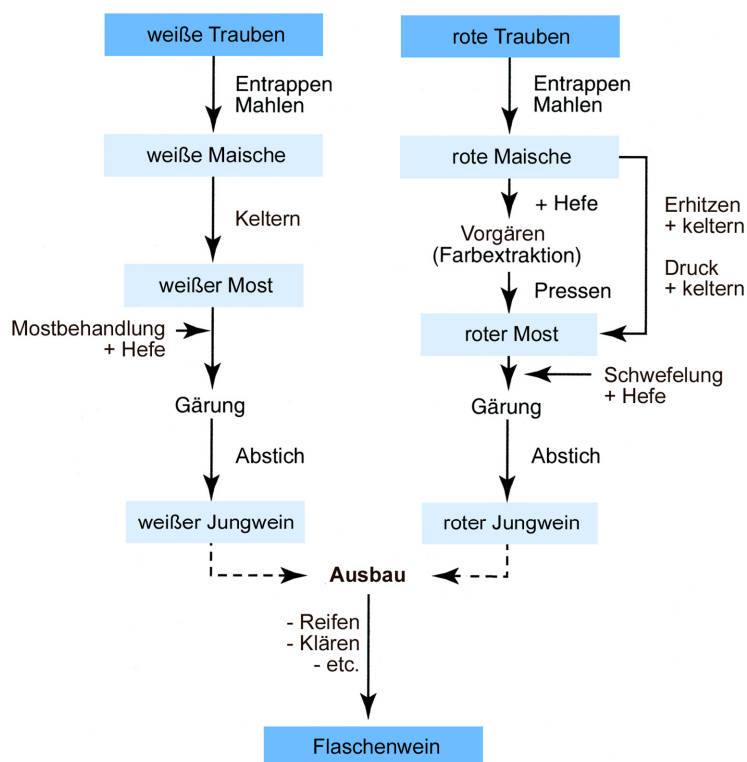 weiße Trauben
Entrappen
Mahlen
weiße Maische
Keltern
weißer Most
Mostbehandlung
+ Hefe
Gärung
Abstich
weißer Jungwein
rote Trauben
Entrappen
Mahlen
rote Maische
+ Hefe
Vorgären
(Farbextraktion)
Pressen
Erhitzen
+ keltern
Druck
+ keltern
roter Most
Schwefelung
+ Hefe
Gärung
Abstich
roter Jungwein
Ausbau
- Reifen
- Klären
- etc.
Flaschenwein